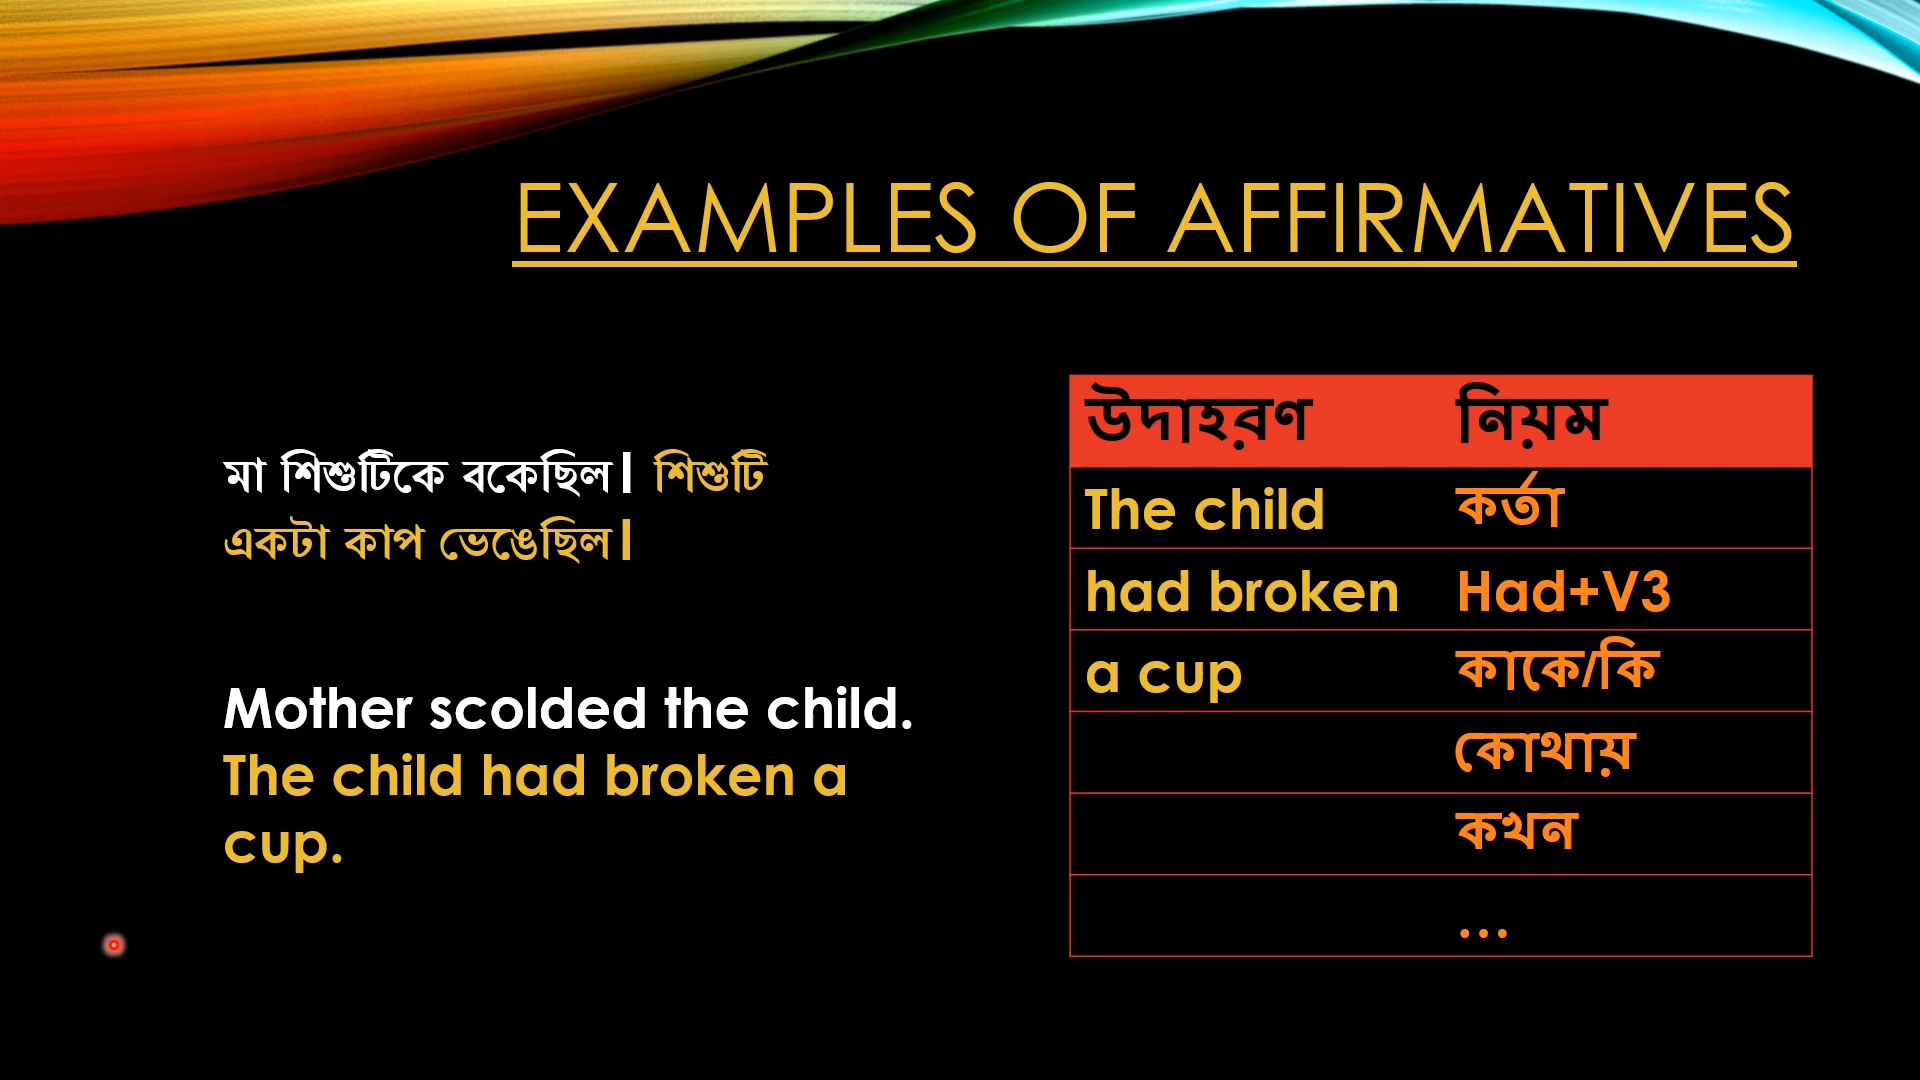 EXAMPLES OF AFFIRMATIVES
মা শিশুটিকে বকেছিল। শিশুটি
একটা কাপ ভেঙেছিল।
Mother scolded the child.
The child had broken a
cup.
উদাহরণ নিয়ম
The child কর্তা
had broken Had+V3
a cup কাকে/কি
কোথায়
কখন
...